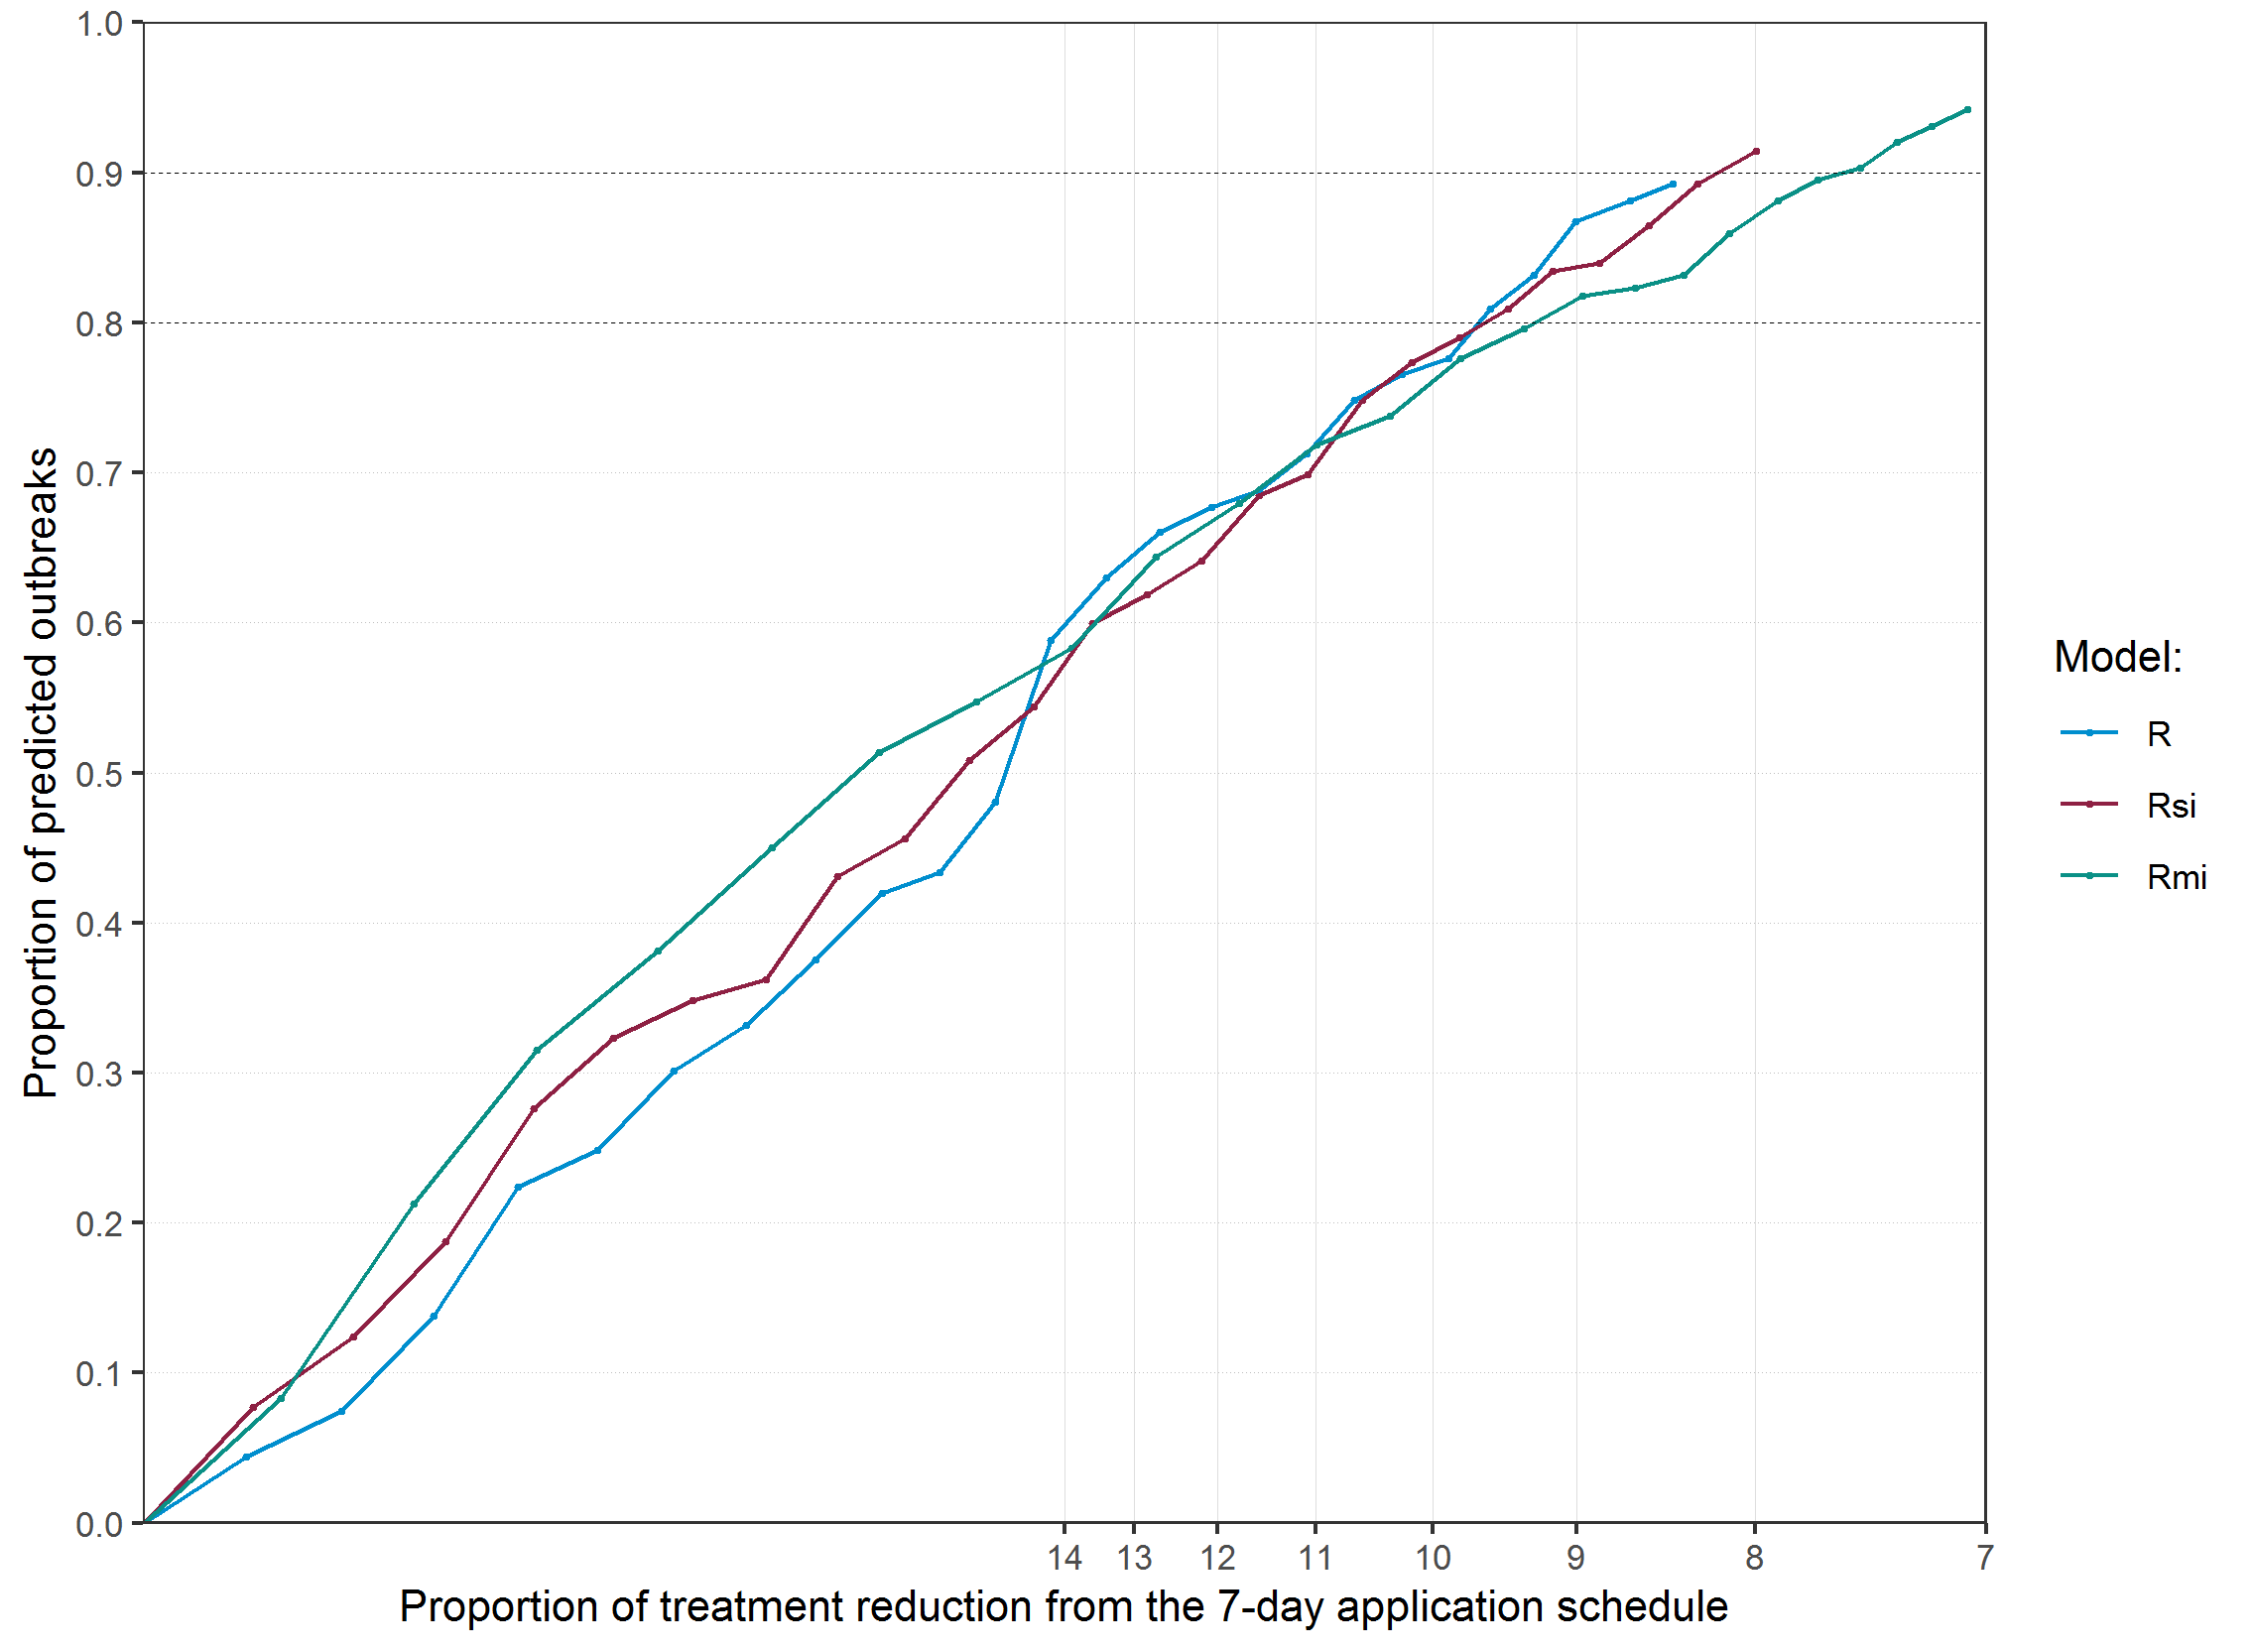 Proportion of predicted outbreaks
1.0
0.9
0.8
0.7
0.6
0.5
0.4
0.3
0.2
0.1
0.0
14 13 12 11 10 9 8 7
Proportion of treatment reduction from the 7-day application schedule
Model:
R
Rsi
Rmi